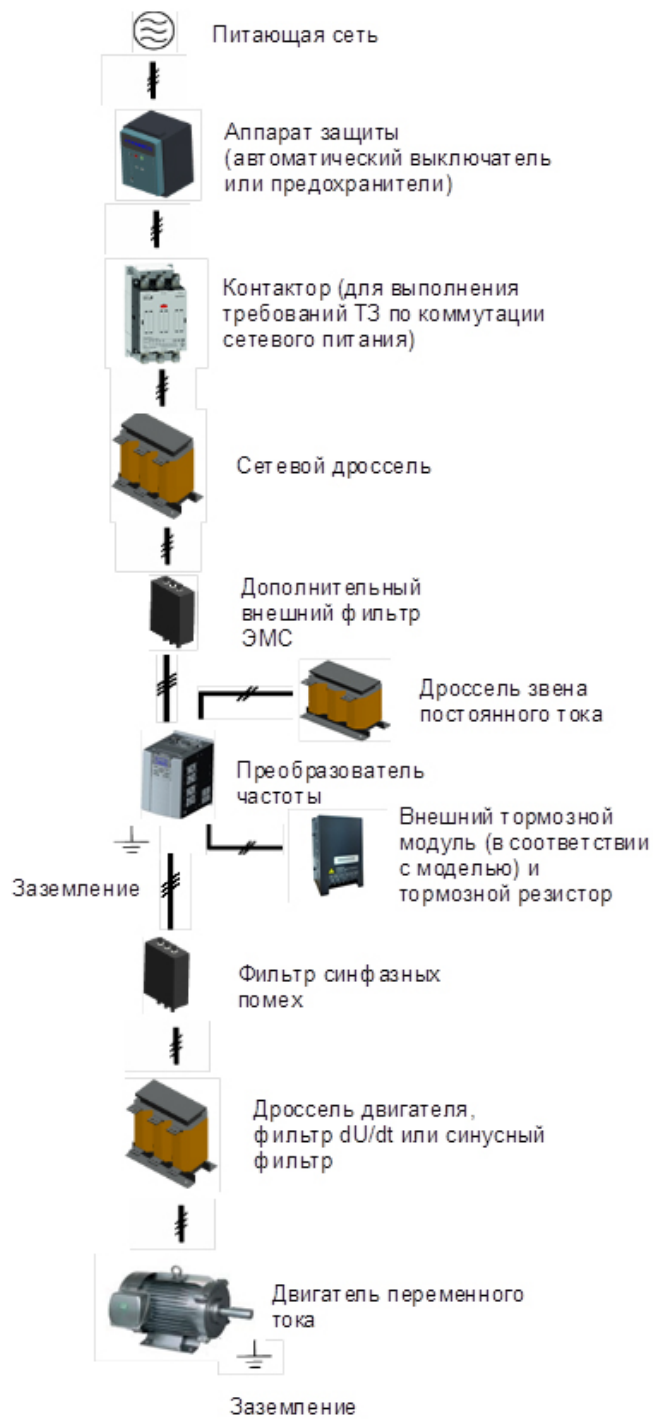 Питающая сеть
Аппарат защиты
(автоматический выключатель
или предохранители)
Контактор (для выполнения
требований ТЗ по коммутации
сетевого питания)
Сетевой дроссель
Дополнительный
внешний фильтр
ЭМС
Дроссель звена
постоянного тока
Преобразователь
частоты
Внешний тормозной
модуль (в соответствии
с моделью) и
тормозной резистор
Заземление
Фильтр синфазных
помех
Дроссель двигателя,
фильтр dU/dt или синусный
фильтр
Двигатель переменного
тока
Заземление